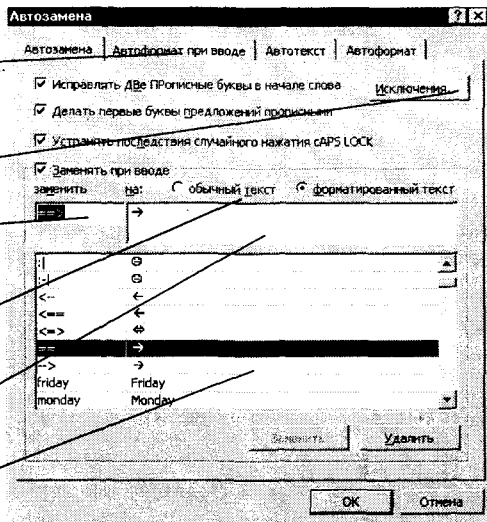 Автозамена
Автозамена Автоформат при вводе Автотекст Автоформат
Исправлять ДВе ПРописные буквы в начале слова
Исключения...
Делать первые буквы предложений прописными
Устранять последствия случайного нажатия cAPS LOCK
Заменять при вводе
заменить на: обычный текст форматированный текст
==> →
:| 😐
:-| 😐
<-- ←
<== ←
<=> ⇔
==> →
--> →
friday Friday
monday Monday
Заменить Удалить
OK Отмена